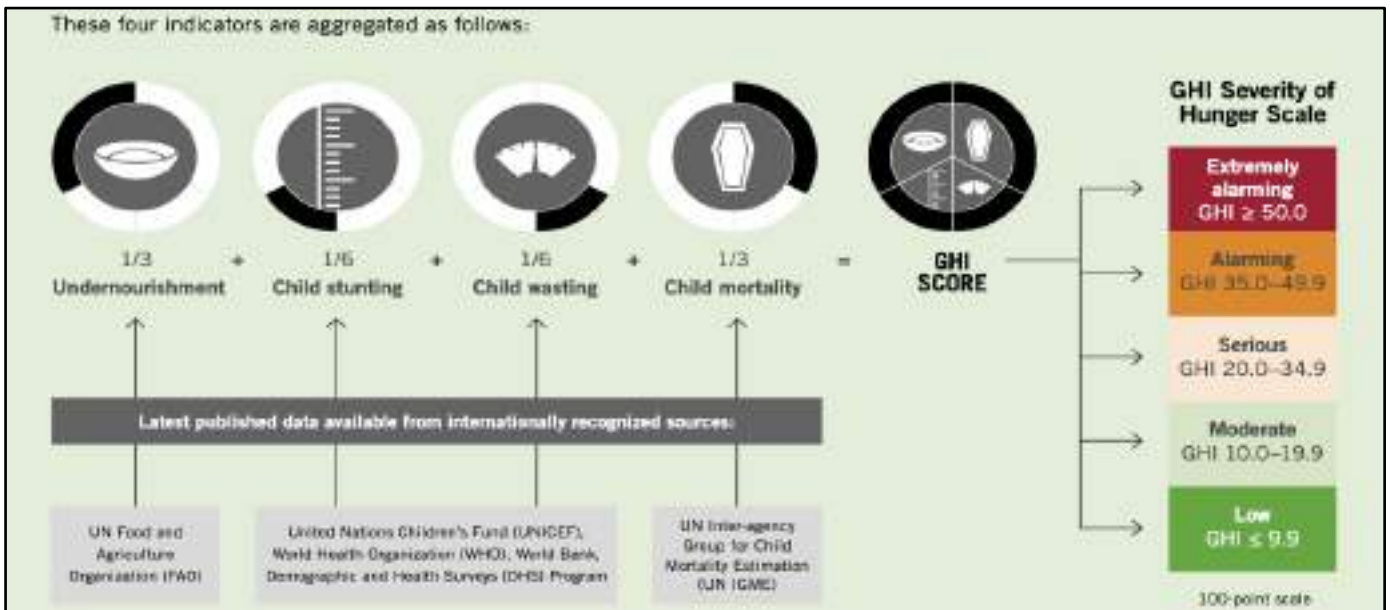 These four indicators are aggregated as follows:
1/3
Undernourishment
+
1/6
Child stunting
+
1/6
Child wasting
+
1/3
Child mortality
=
GHI
SCORE
GHI Severity of
Hunger Scale
Extremely
alarming
GHI ≥ 50.0
Alarming
GHI 35.0–49.9
Serious
GHI 20.0–34.9
Moderate
GHI 10.0–19.9
Low
GHI ≤ 9.9
100-point scale
Latest published data available from internationally recognized sources:
UN Food and
Agriculture
Organization (FAO)
United Nations Children's Fund (UNICEF),
World Health Organization (WHO), World Bank,
Demographic and Health Surveys (DHS) Program
UN Inter-agency
Group for Child
Mortality Estimation
(UN IGME)